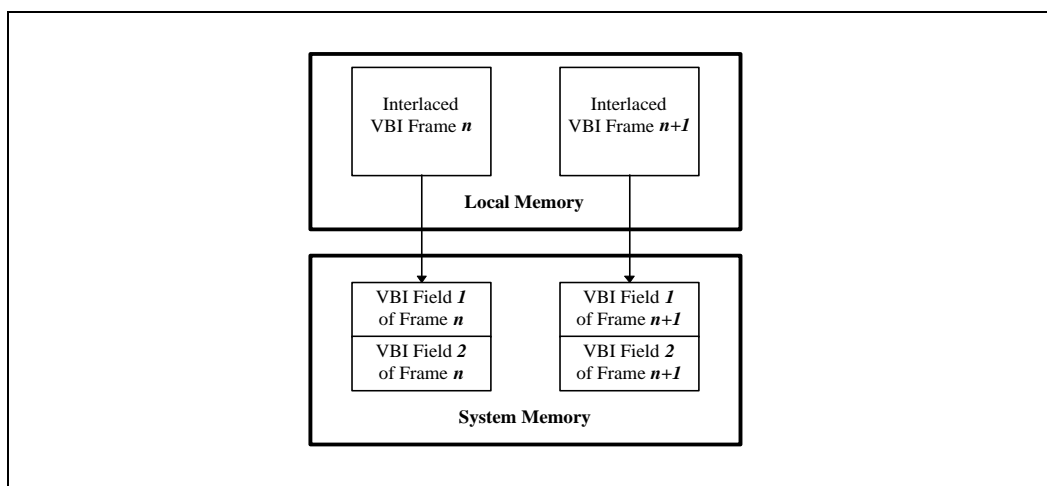 Interlaced
VBI Frame n
Interlaced
VBI Frame n+1
Local Memory
VBI Field 1
of Frame n
VBI Field 1
of Frame n+1
VBI Field 2
of Frame n
VBI Field 2
of Frame n+1
System Memory